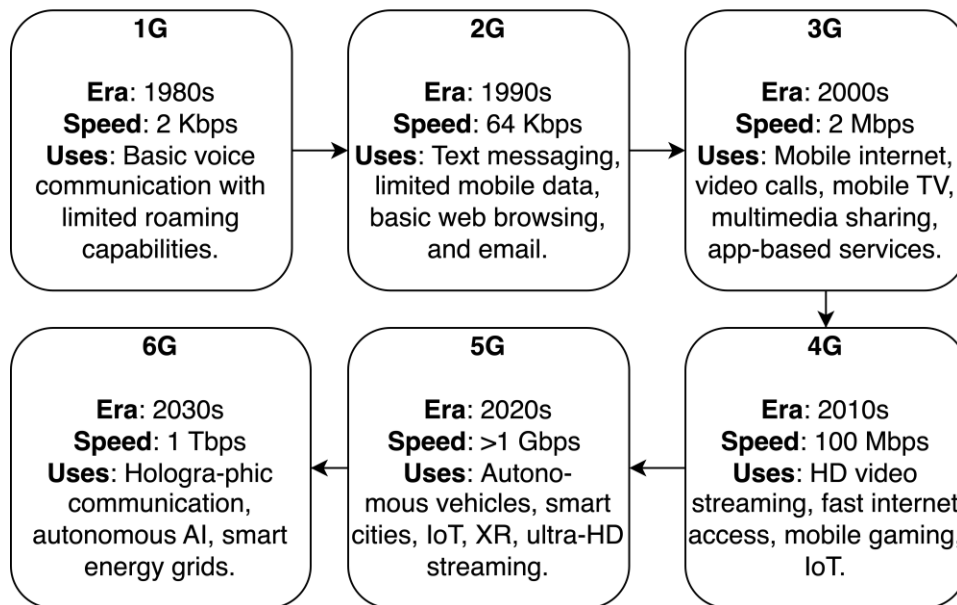 1G
Era: 1980s
Speed: 2 Kbps
Uses: Basic voice
communication with
limited roaming
capabilities.
2G
Era: 1990s
Speed: 64 Kbps
Uses: Text messaging,
limited mobile data,
basic web browsing,
and email.
3G
Era: 2000s
Speed: 2 Mbps
Uses: Mobile internet,
video calls, mobile TV,
multimedia sharing,
app-based services.
4G
Era: 2010s
Speed: 100 Mbps
Uses: HD video
streaming, fast internet
access, mobile gaming,
IoT.
5G
Era: 2020s
Speed: >1 Gbps
Uses: Autono-
mous vehicles, smart
cities, IoT, XR, ultra-HD
streaming.
6G
Era: 2030s
Speed: 1 Tbps
Uses: Hologra-phic
communication,
autonomous AI, smart
energy grids.